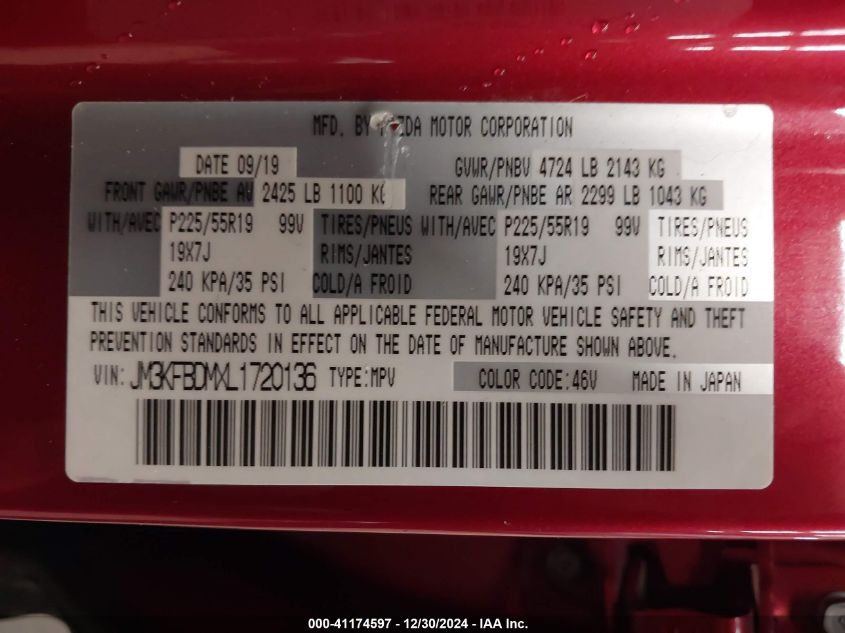 MFD. BY MAZDA MOTOR CORPORATION
DATE 09/19 GVWR/PNBV 4724 LB 2143 KG
FRONT GAWR/PNBE AV 2425 LB 1100 KG REAR GAWR/PNBE AR 2299 LB 1043 KG
WITH/AVEC P225/55R19 99V TIRES/PNEUS WITH/AVEC P225/55R19 99V TIRES/PNEUS
19X7J RIMS/JANTES 19X7J RIMS/JANTES
240 KPA/35 PSI COLD/A FROID 240 KPA/35 PSI COLD/A FROID
THIS VEHICLE CONFORMS TO ALL APPLICABLE FEDERAL MOTOR VEHICLE SAFETY AND THEFT
PREVENTION STANDARDS IN EFFECT ON THE DATE OF MANUFACTURE SHOWN ABOVE.
VIN: JM3KFBDMXL1720136 TYPE:MPV COLOR CODE:46V MADE IN JAPAN
000-41174597 - 12/30/2024 - IAA Inc.